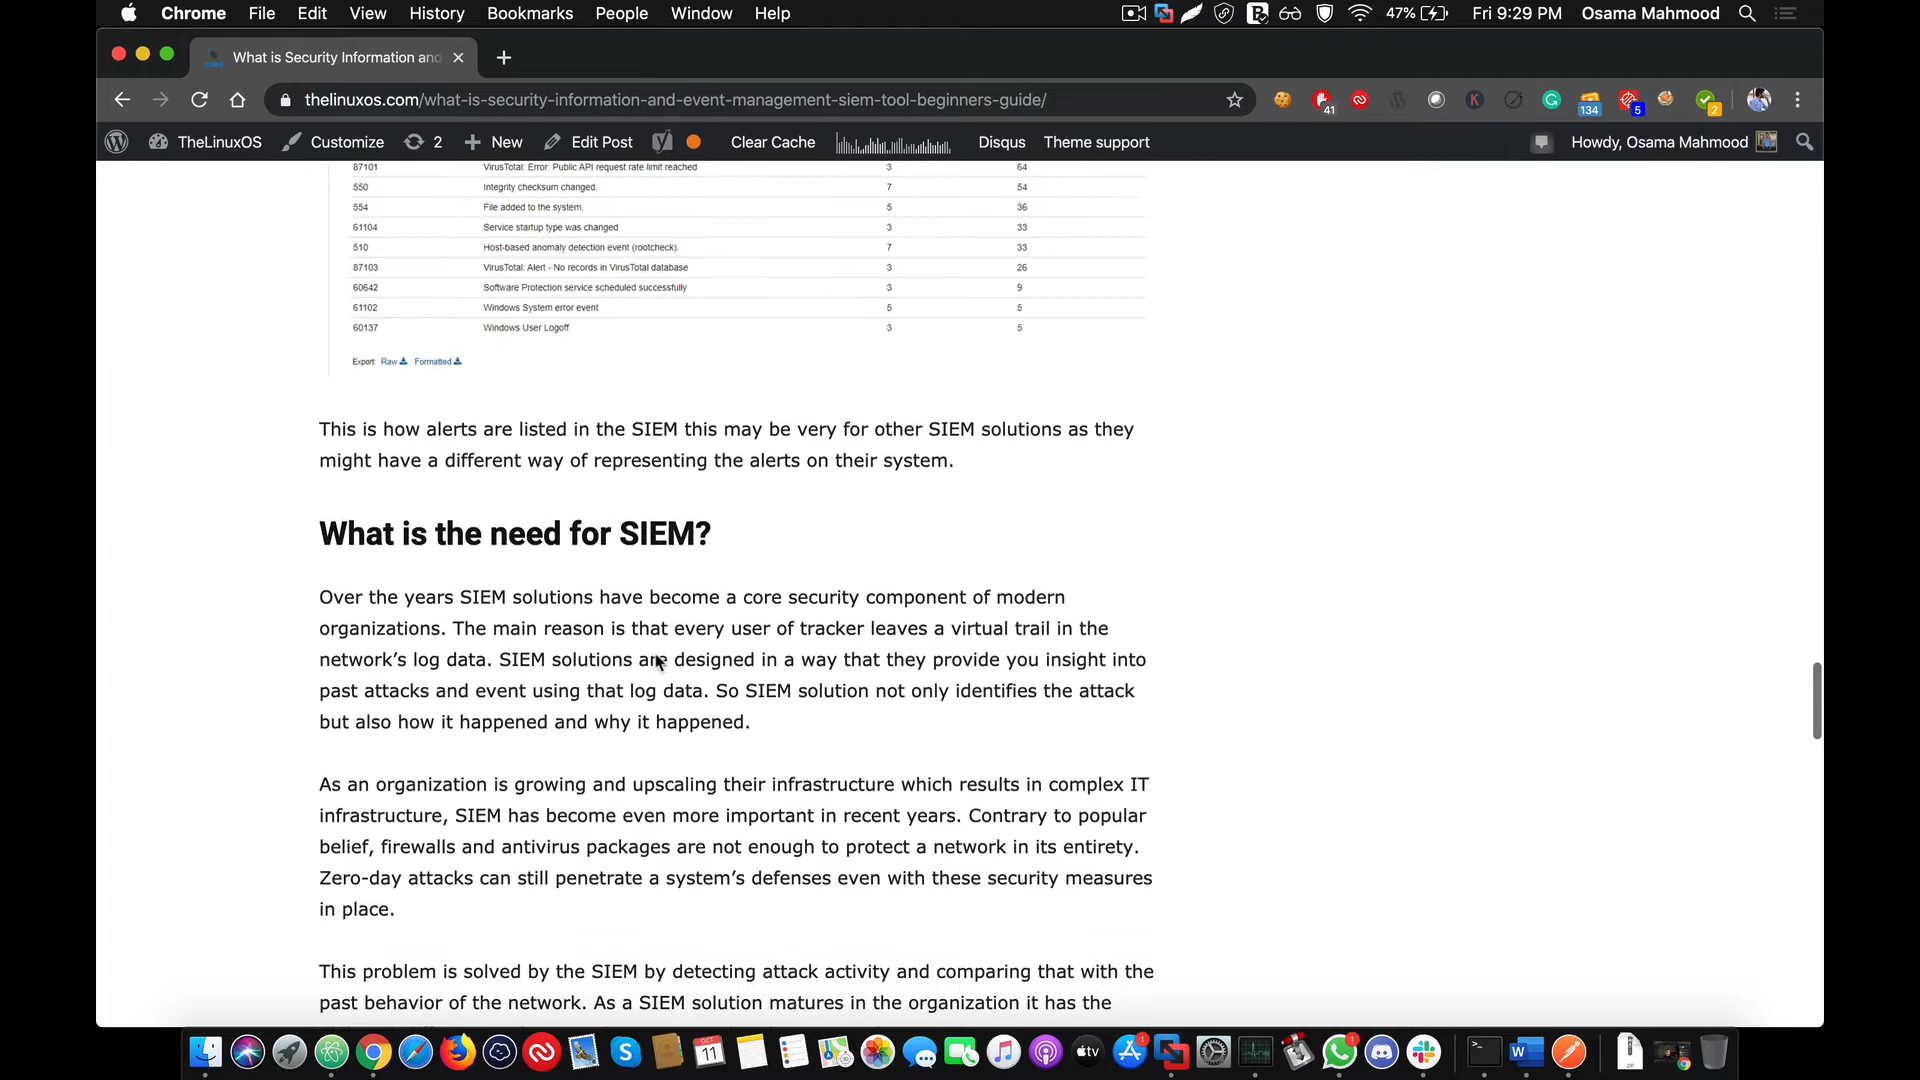 Chrome File Edit View History Bookmarks People Window Help 47% Fri 9:29 PM Osama Mahmood
What is Security Information and
thelinuxos.com/what-is-security-information-and-event-management-siem-tool-beginners-guide/ 41 134 5 2
TheLinuxOS Customize 2 New Edit Post Clear Cache Disqus Theme support Howdy, Osama Mahmood
87101 VirusTotal: Error: Public API request rate limit reached 3 64
550 Integrity checksum changed. 7 54
554 File added to the system. 5 36
61104 Service startup type was changed 3 33
510 Host-based anomaly detection event (rootcheck). 7 33
87103 VirusTotal: Alert - No records in VirusTotal database 3 26
60642 Software Protection service scheduled successfully 3 9
61102 Windows System error event 5 5
60137 Windows User Logoff 3 5
Export: Raw Formatted
This is how alerts are listed in the SIEM this may be very for other SIEM solutions as they
might have a different way of representing the alerts on their system.
What is the need for SIEM?
Over the years SIEM solutions have become a core security component of modern
organizations. The main reason is that every user of tracker leaves a virtual trail in the
network’s log data. SIEM solutions are designed in a way that they provide you insight into
past attacks and event using that log data. So SIEM solution not only identifies the attack
but also how it happened and why it happened.
As an organization is growing and upscaling their infrastructure which results in complex IT
infrastructure, SIEM has become even more important in recent years. Contrary to popular
belief, firewalls and antivirus packages are not enough to protect a network in its entirety.
Zero-day attacks can still penetrate a system’s defenses even with these security measures
in place.
This problem is solved by the SIEM by detecting attack activity and comparing that with the
past behavior of the network. As a SIEM solution matures in the organization it has the
OCT
11
tv
1
1
W
ZIP